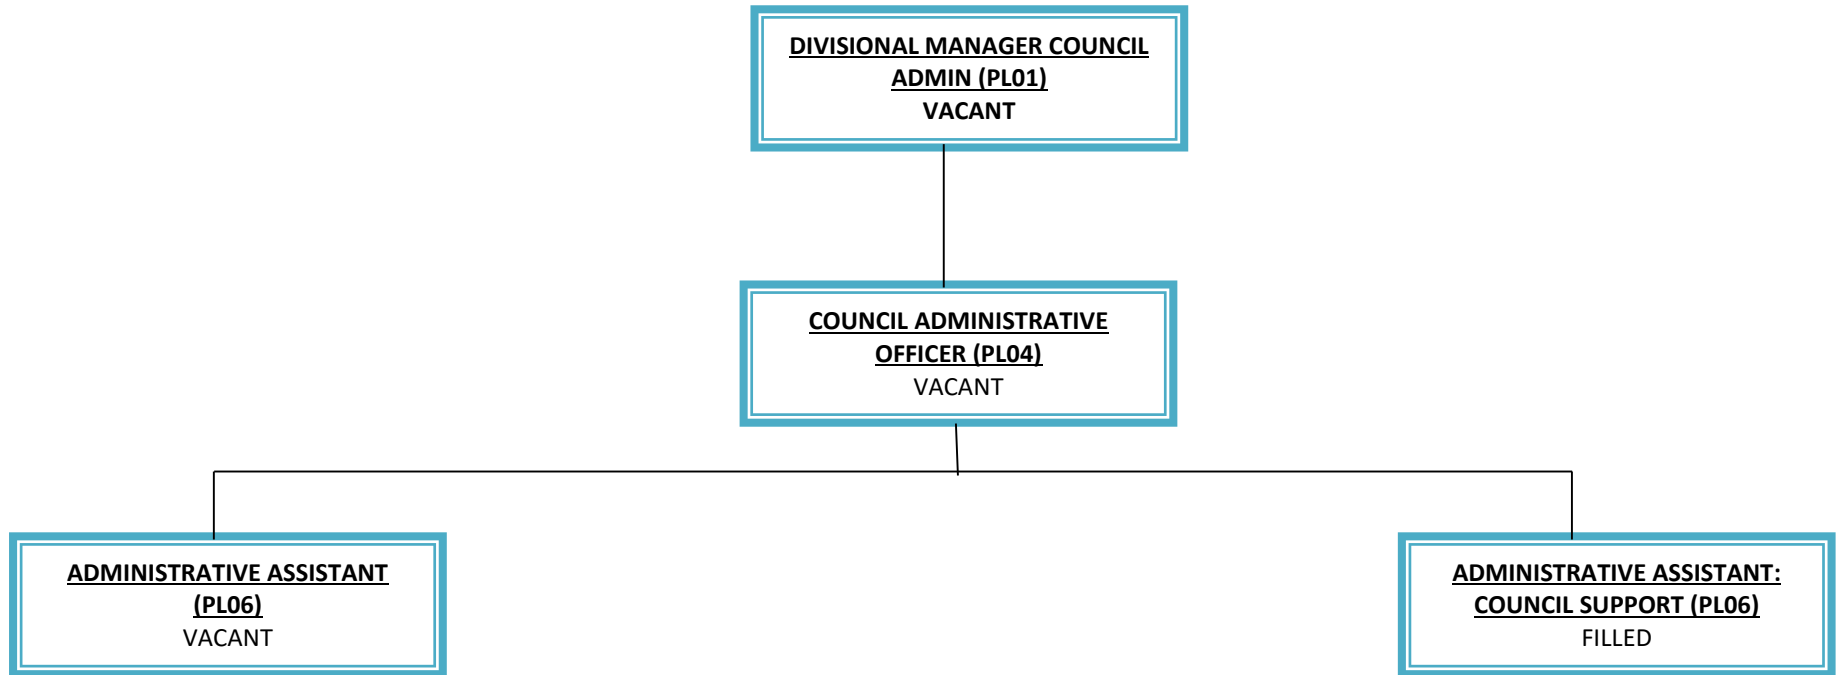 DIVISIONAL MANAGER COUNCIL
ADMIN (PL01)
VACANT
COUNCIL ADMINISTRATIVE
OFFICER (PL04)
VACANT
ADMINISTRATIVE ASSISTANT
(PL06)
VACANT
ADMINISTRATIVE ASSISTANT:
COUNCIL SUPPORT (PL06)
FILLED